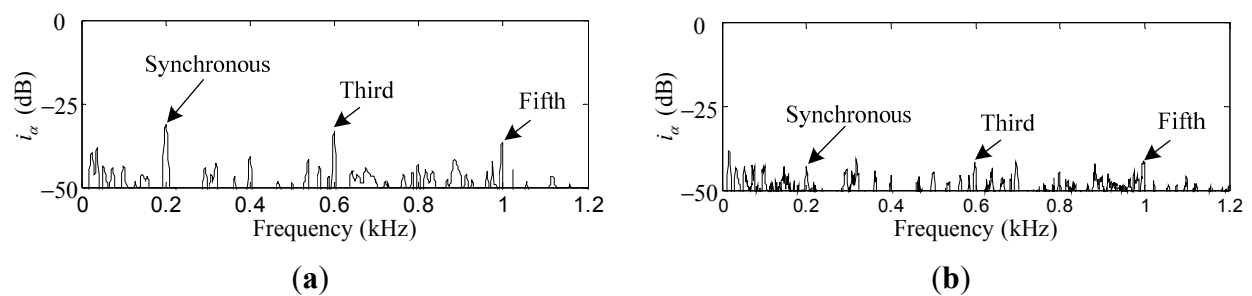 0
−25
−50
i_α (dB)
Synchronous
Third
Fifth
0 0.2 0.4 0.6 0.8 1 1.2
Frequency (kHz)
(a)
0
−25
−50
i_α (dB)
Synchronous
Third
Fifth
0 0.2 0.4 0.6 0.8 1 1.2
Frequency (kHz)
(b)